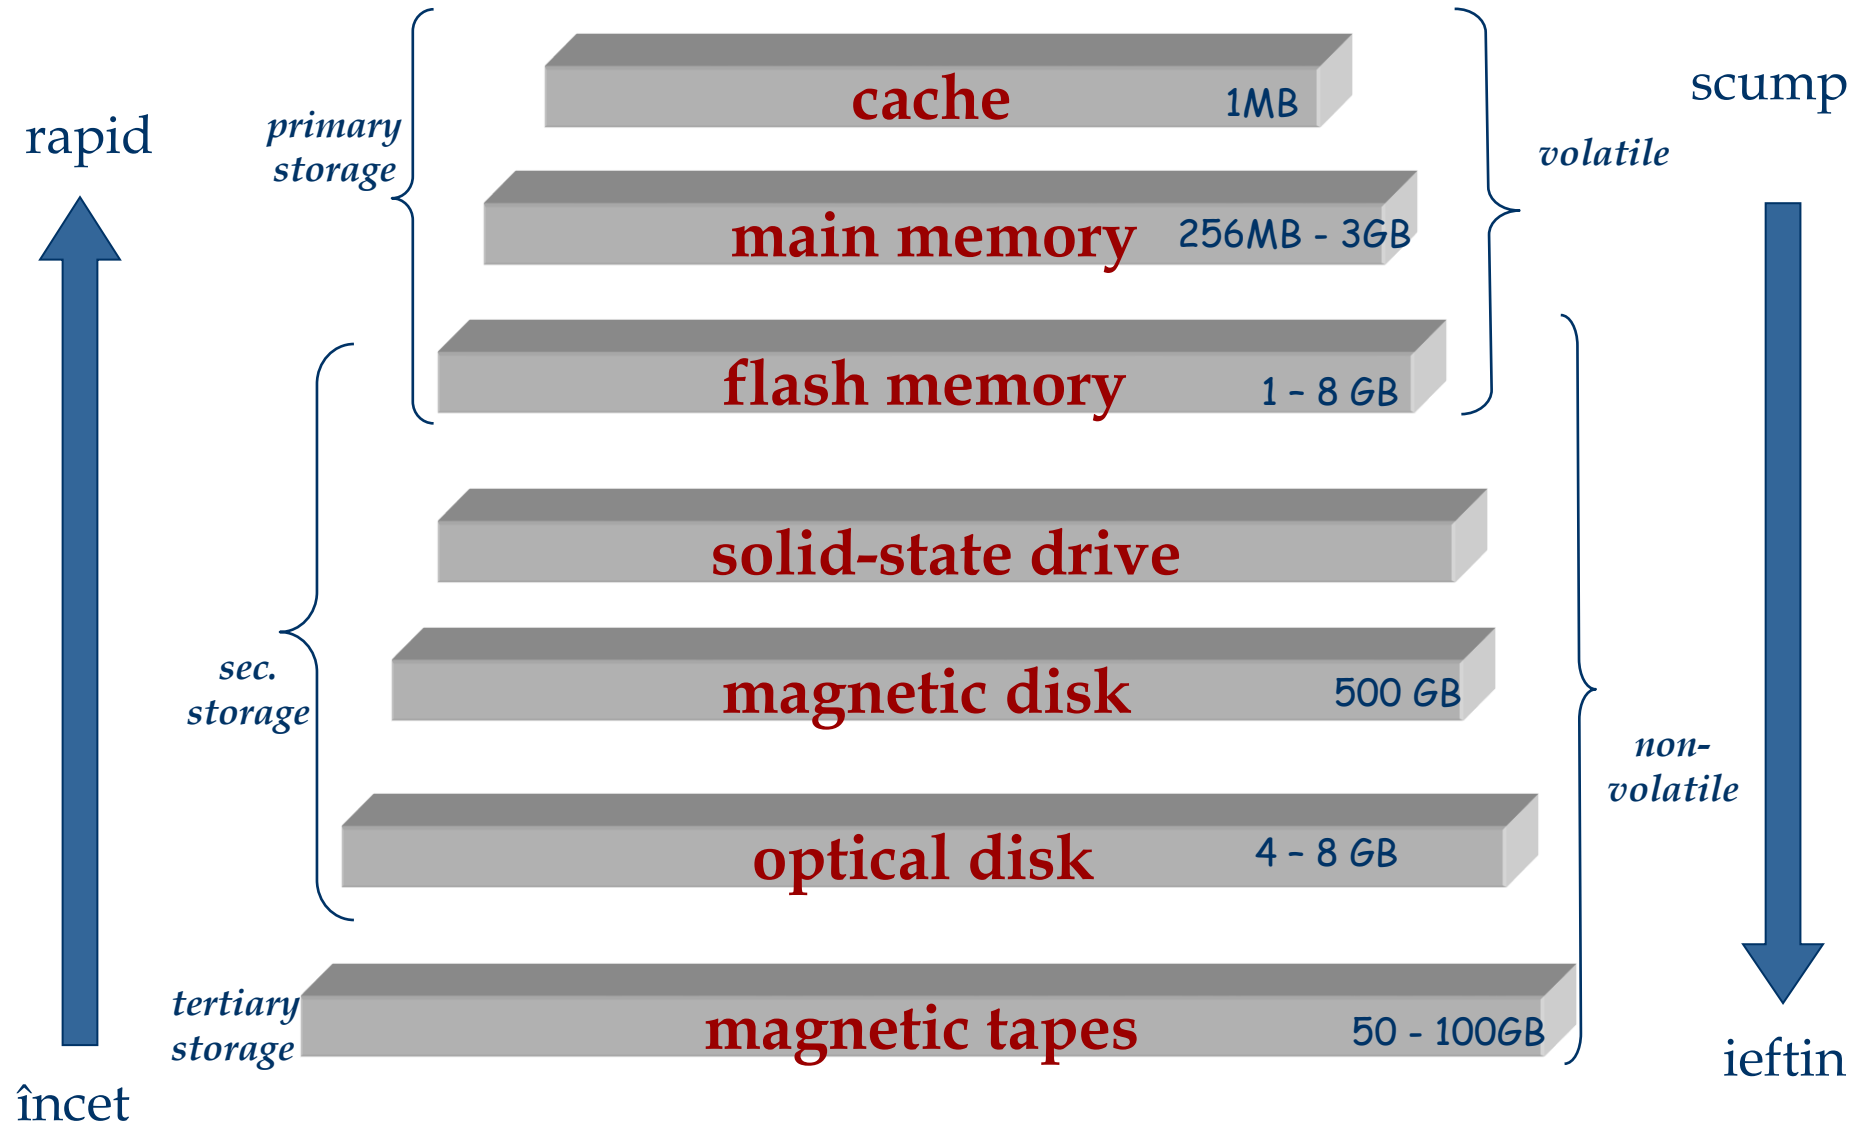 scump
cache 1MB
rapid
primary
storage
volatile
main memory 256MB - 3GB
flash memory 1 – 8 GB
solid-state drive
sec.
storage
magnetic disk 500 GB
non-
volatile
optical disk 4 – 8 GB
tertiary
storage
magnetic tapes 50 - 100GB
ieftin
încet